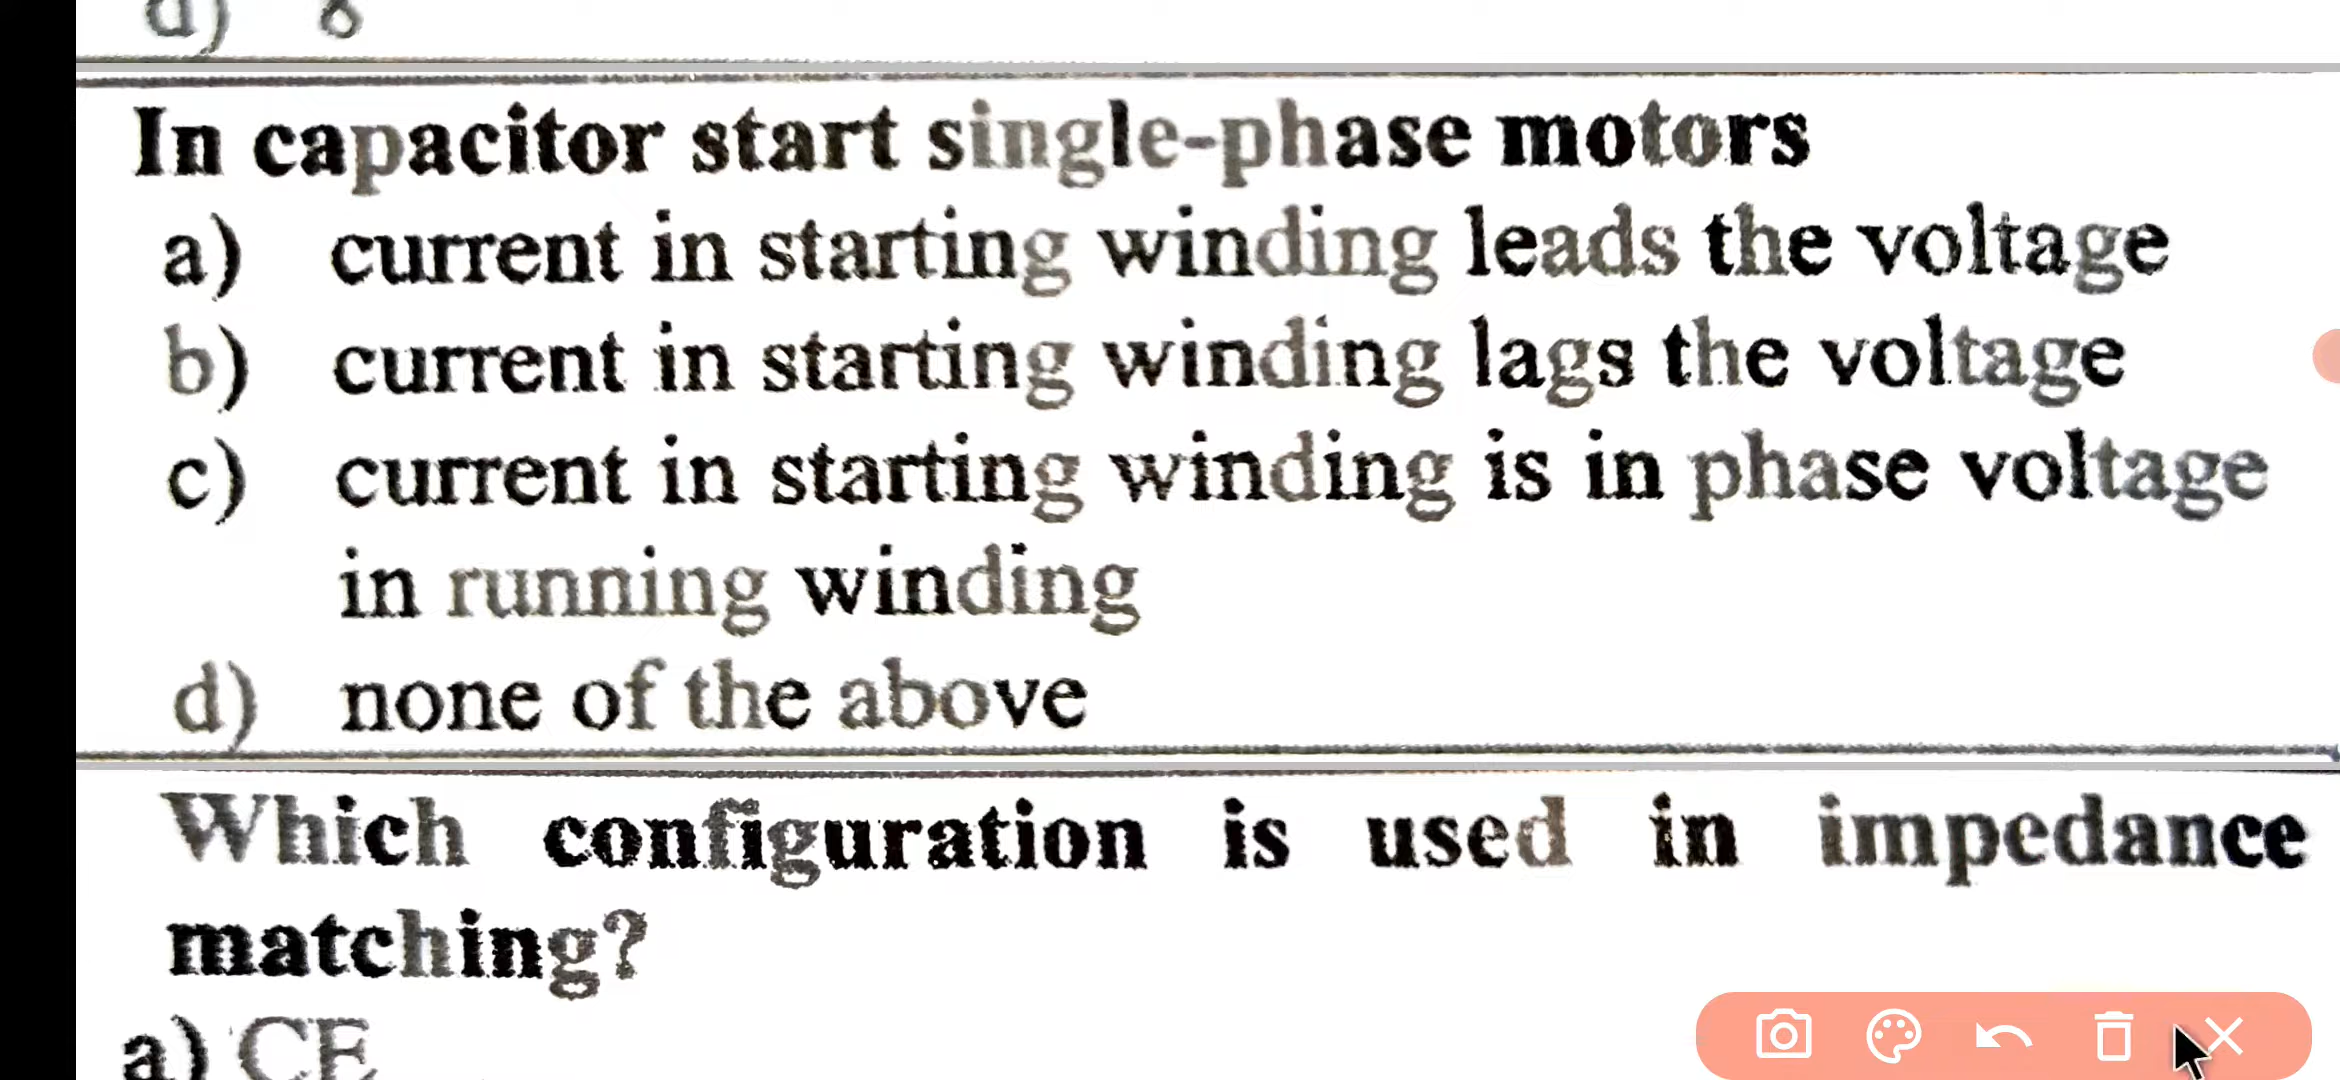 d) 8
In capacitor start single-phase motors
a) current in starting winding leads the voltage
b) current in starting winding lags the voltage
c) current in starting winding is in phase voltage
in running winding
d) none of the above
Which configuration is used in impedance
matching?
a) CE